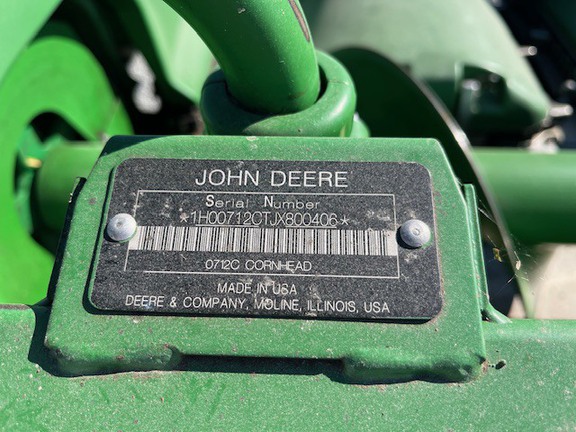 JOHN DEERE
Serial Number
*1H00712CTJX800406*
0712C CORNHEAD
MADE IN USA
DEERE & COMPANY, MOLINE, ILLINOIS, USA